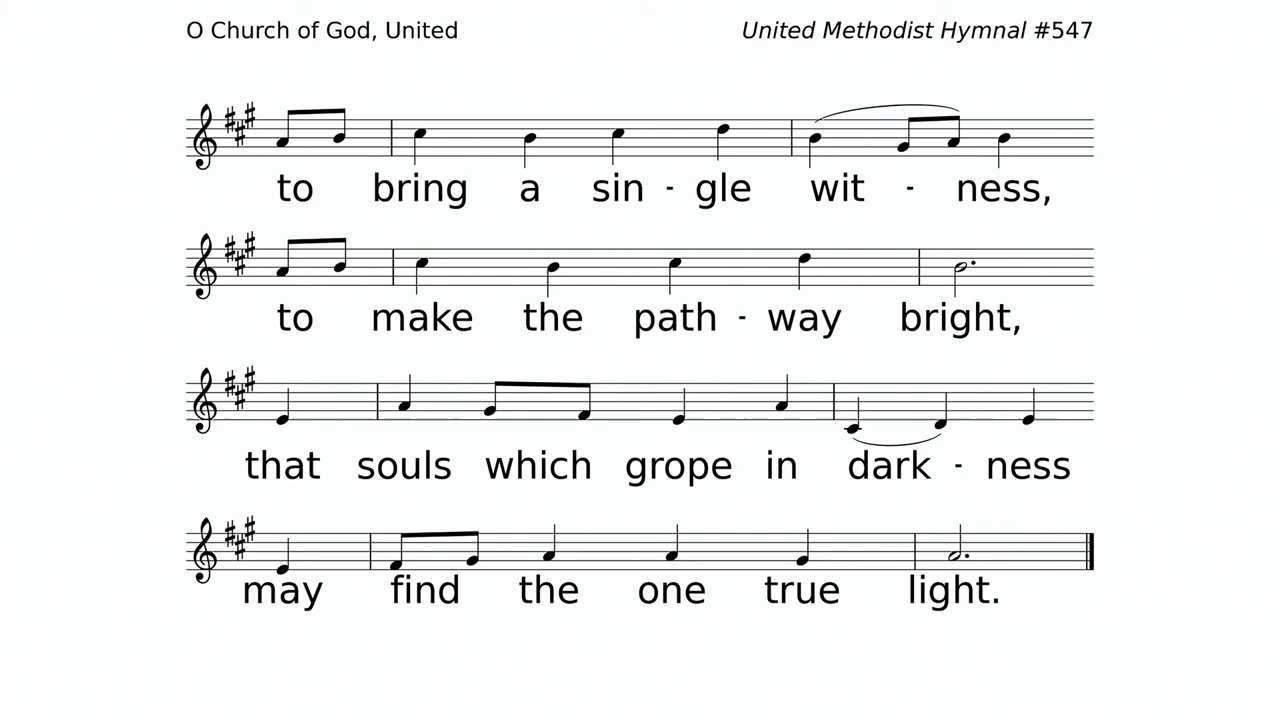 O Church of God, United
United Methodist Hymnal #547
to bring a sin - gle wit - ness,
to make the path - way bright,
that souls which grope in dark - ness
may find the one true light.